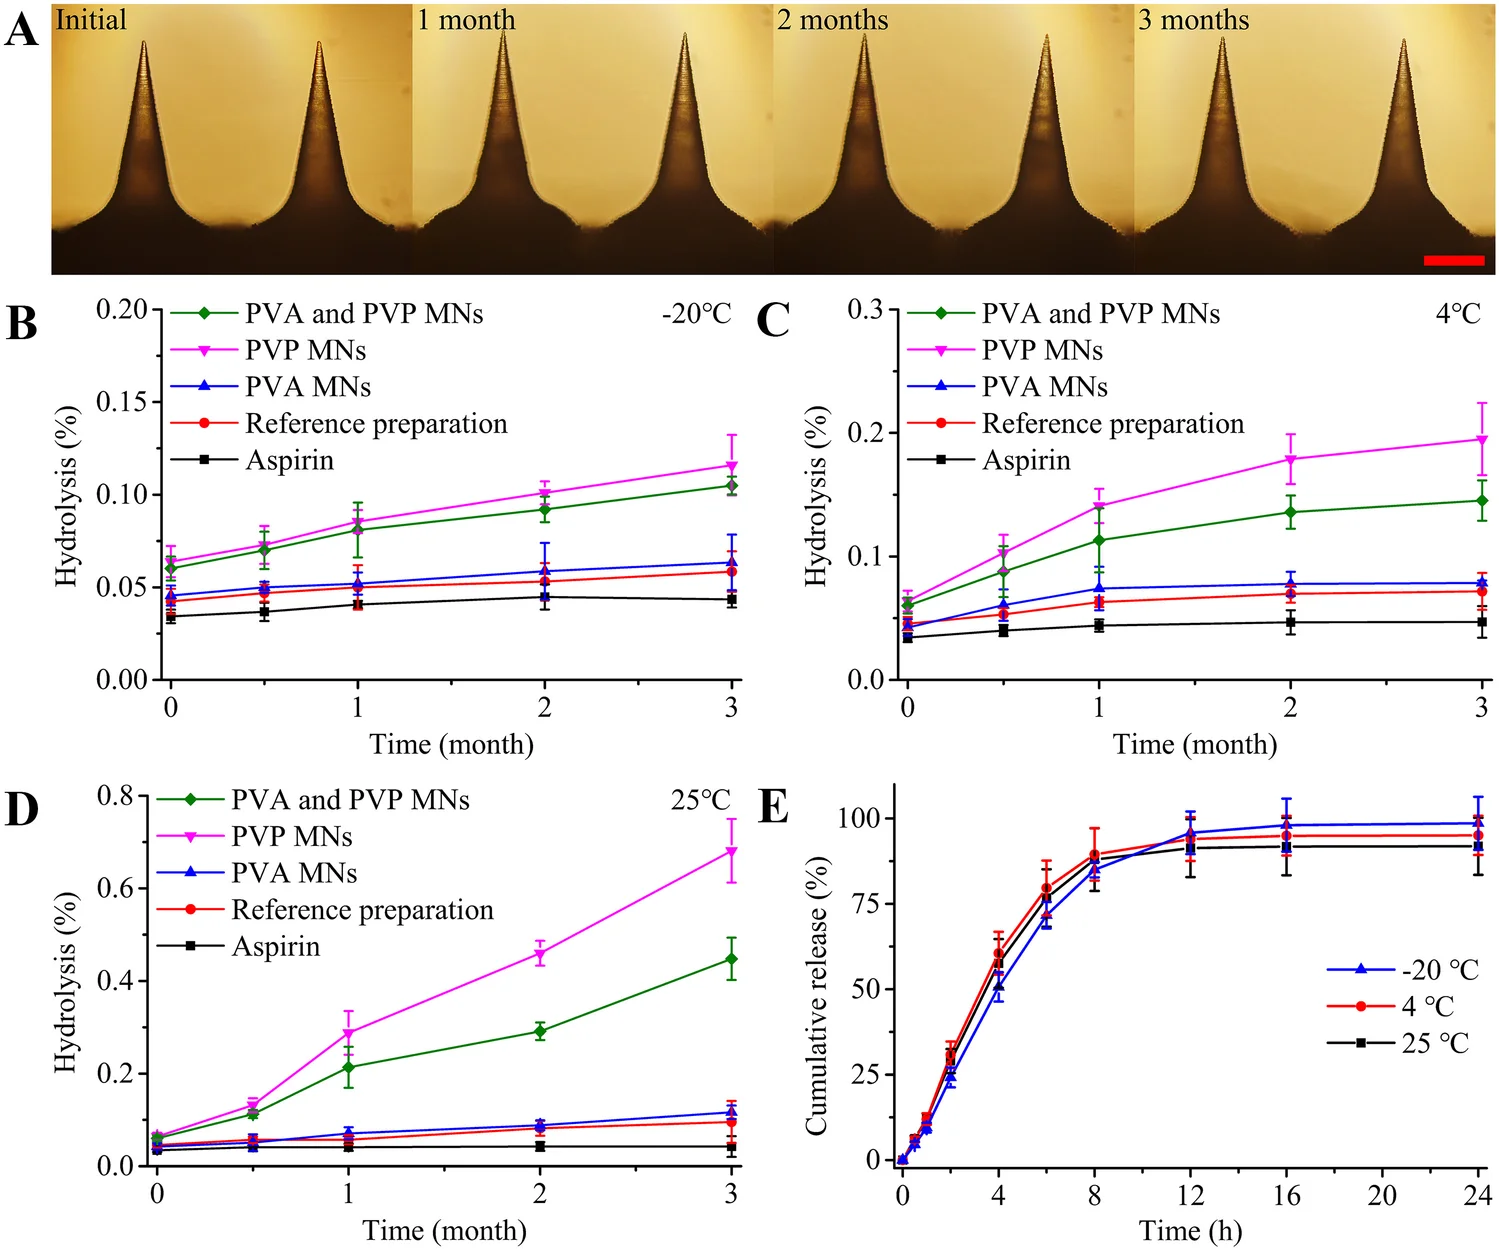 A
Initial
1 month
2 months
3 months
B
PVA and PVP MNs
PVP MNs
PVA MNs
Reference preparation
Aspirin
-20℃
0.20
0.15
0.10
0.05
0.00
Hydrolysis (%)
0
1
2
3
Time (month)
C
PVA and PVP MNs
PVP MNs
PVA MNs
Reference preparation
Aspirin
4℃
0.3
0.2
0.1
0.0
Hydrolysis (%)
0
1
2
3
Time (month)
D
PVA and PVP MNs
PVP MNs
PVA MNs
Reference preparation
Aspirin
25℃
0.8
0.6
0.4
0.2
0.0
Hydrolysis (%)
0
1
2
3
Time (month)
E
100
75
50
25
0
Cumulative release (%)
-20 ℃
4 ℃
25 ℃
0
4
8
12
16
20
24
Time (h)